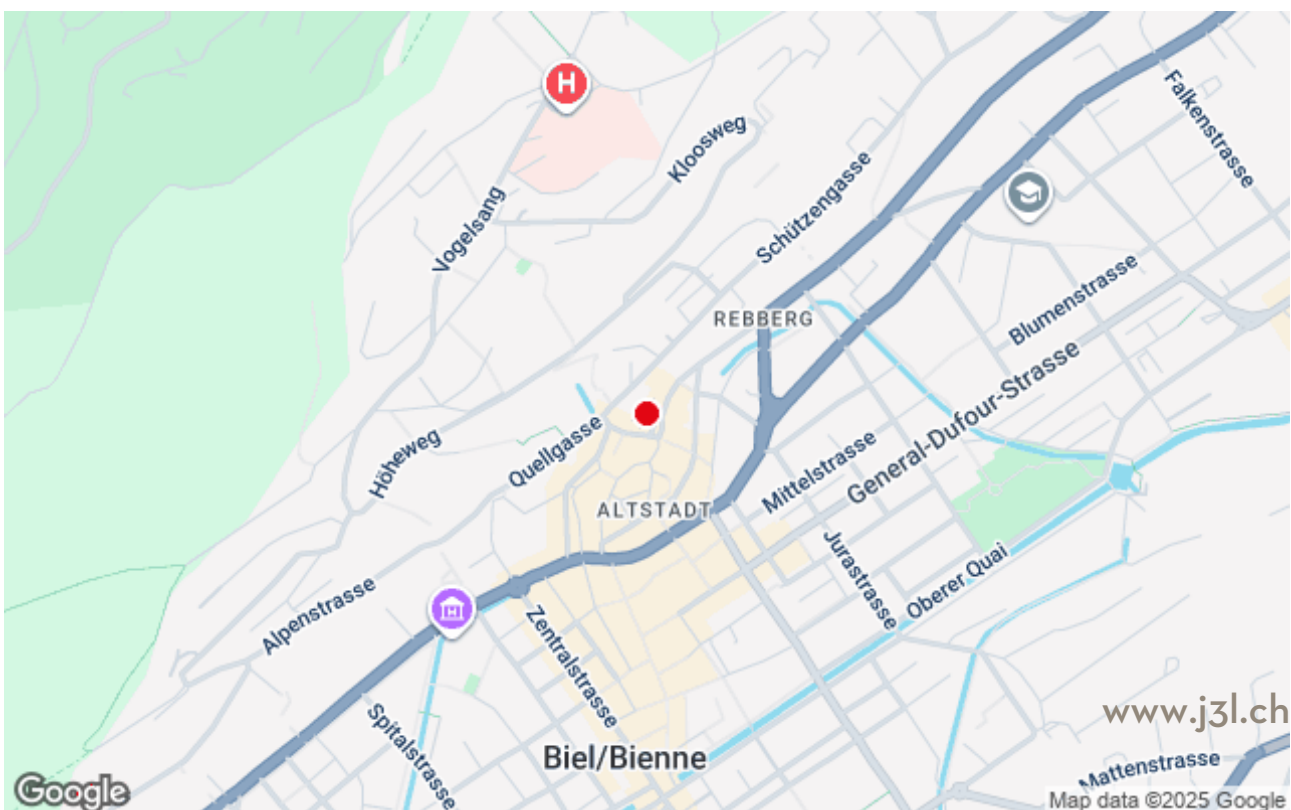 H
Falkenstrasse
Kloosweg
Schützengasse
Vogelsang
Blumenstrasse
REBBERG
General-Dufour-Strasse
Höheweg
Quellgasse
Mittelstrasse
ALTSTADT
Jurastrasse
Oberer Quai
Alpenstrasse
Zentralstrasse
Spitalstrasse
www.j3l.ch
Biel/Bienne
Mattenstrasse
Google
Map data ©2025 Google